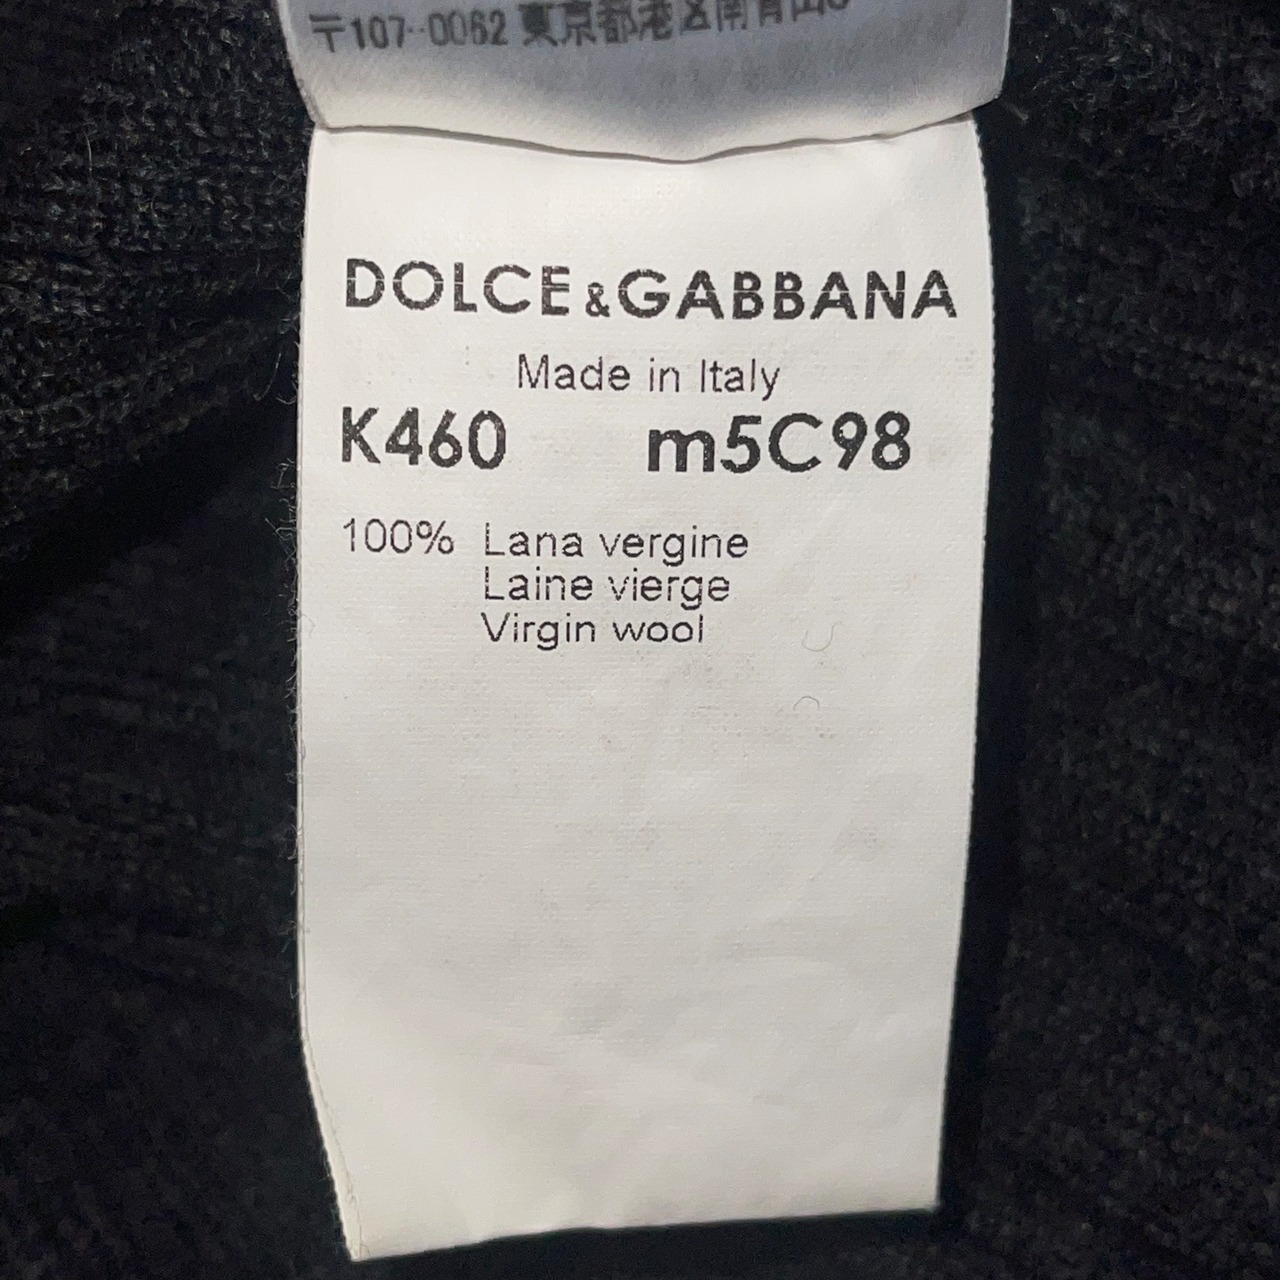 〒107-0062 東京都港区南青山
DOLCE&GABBANA
Made in Italy
K460 m5C98
100% Lana vergine
Laine vierge
Virgin wool